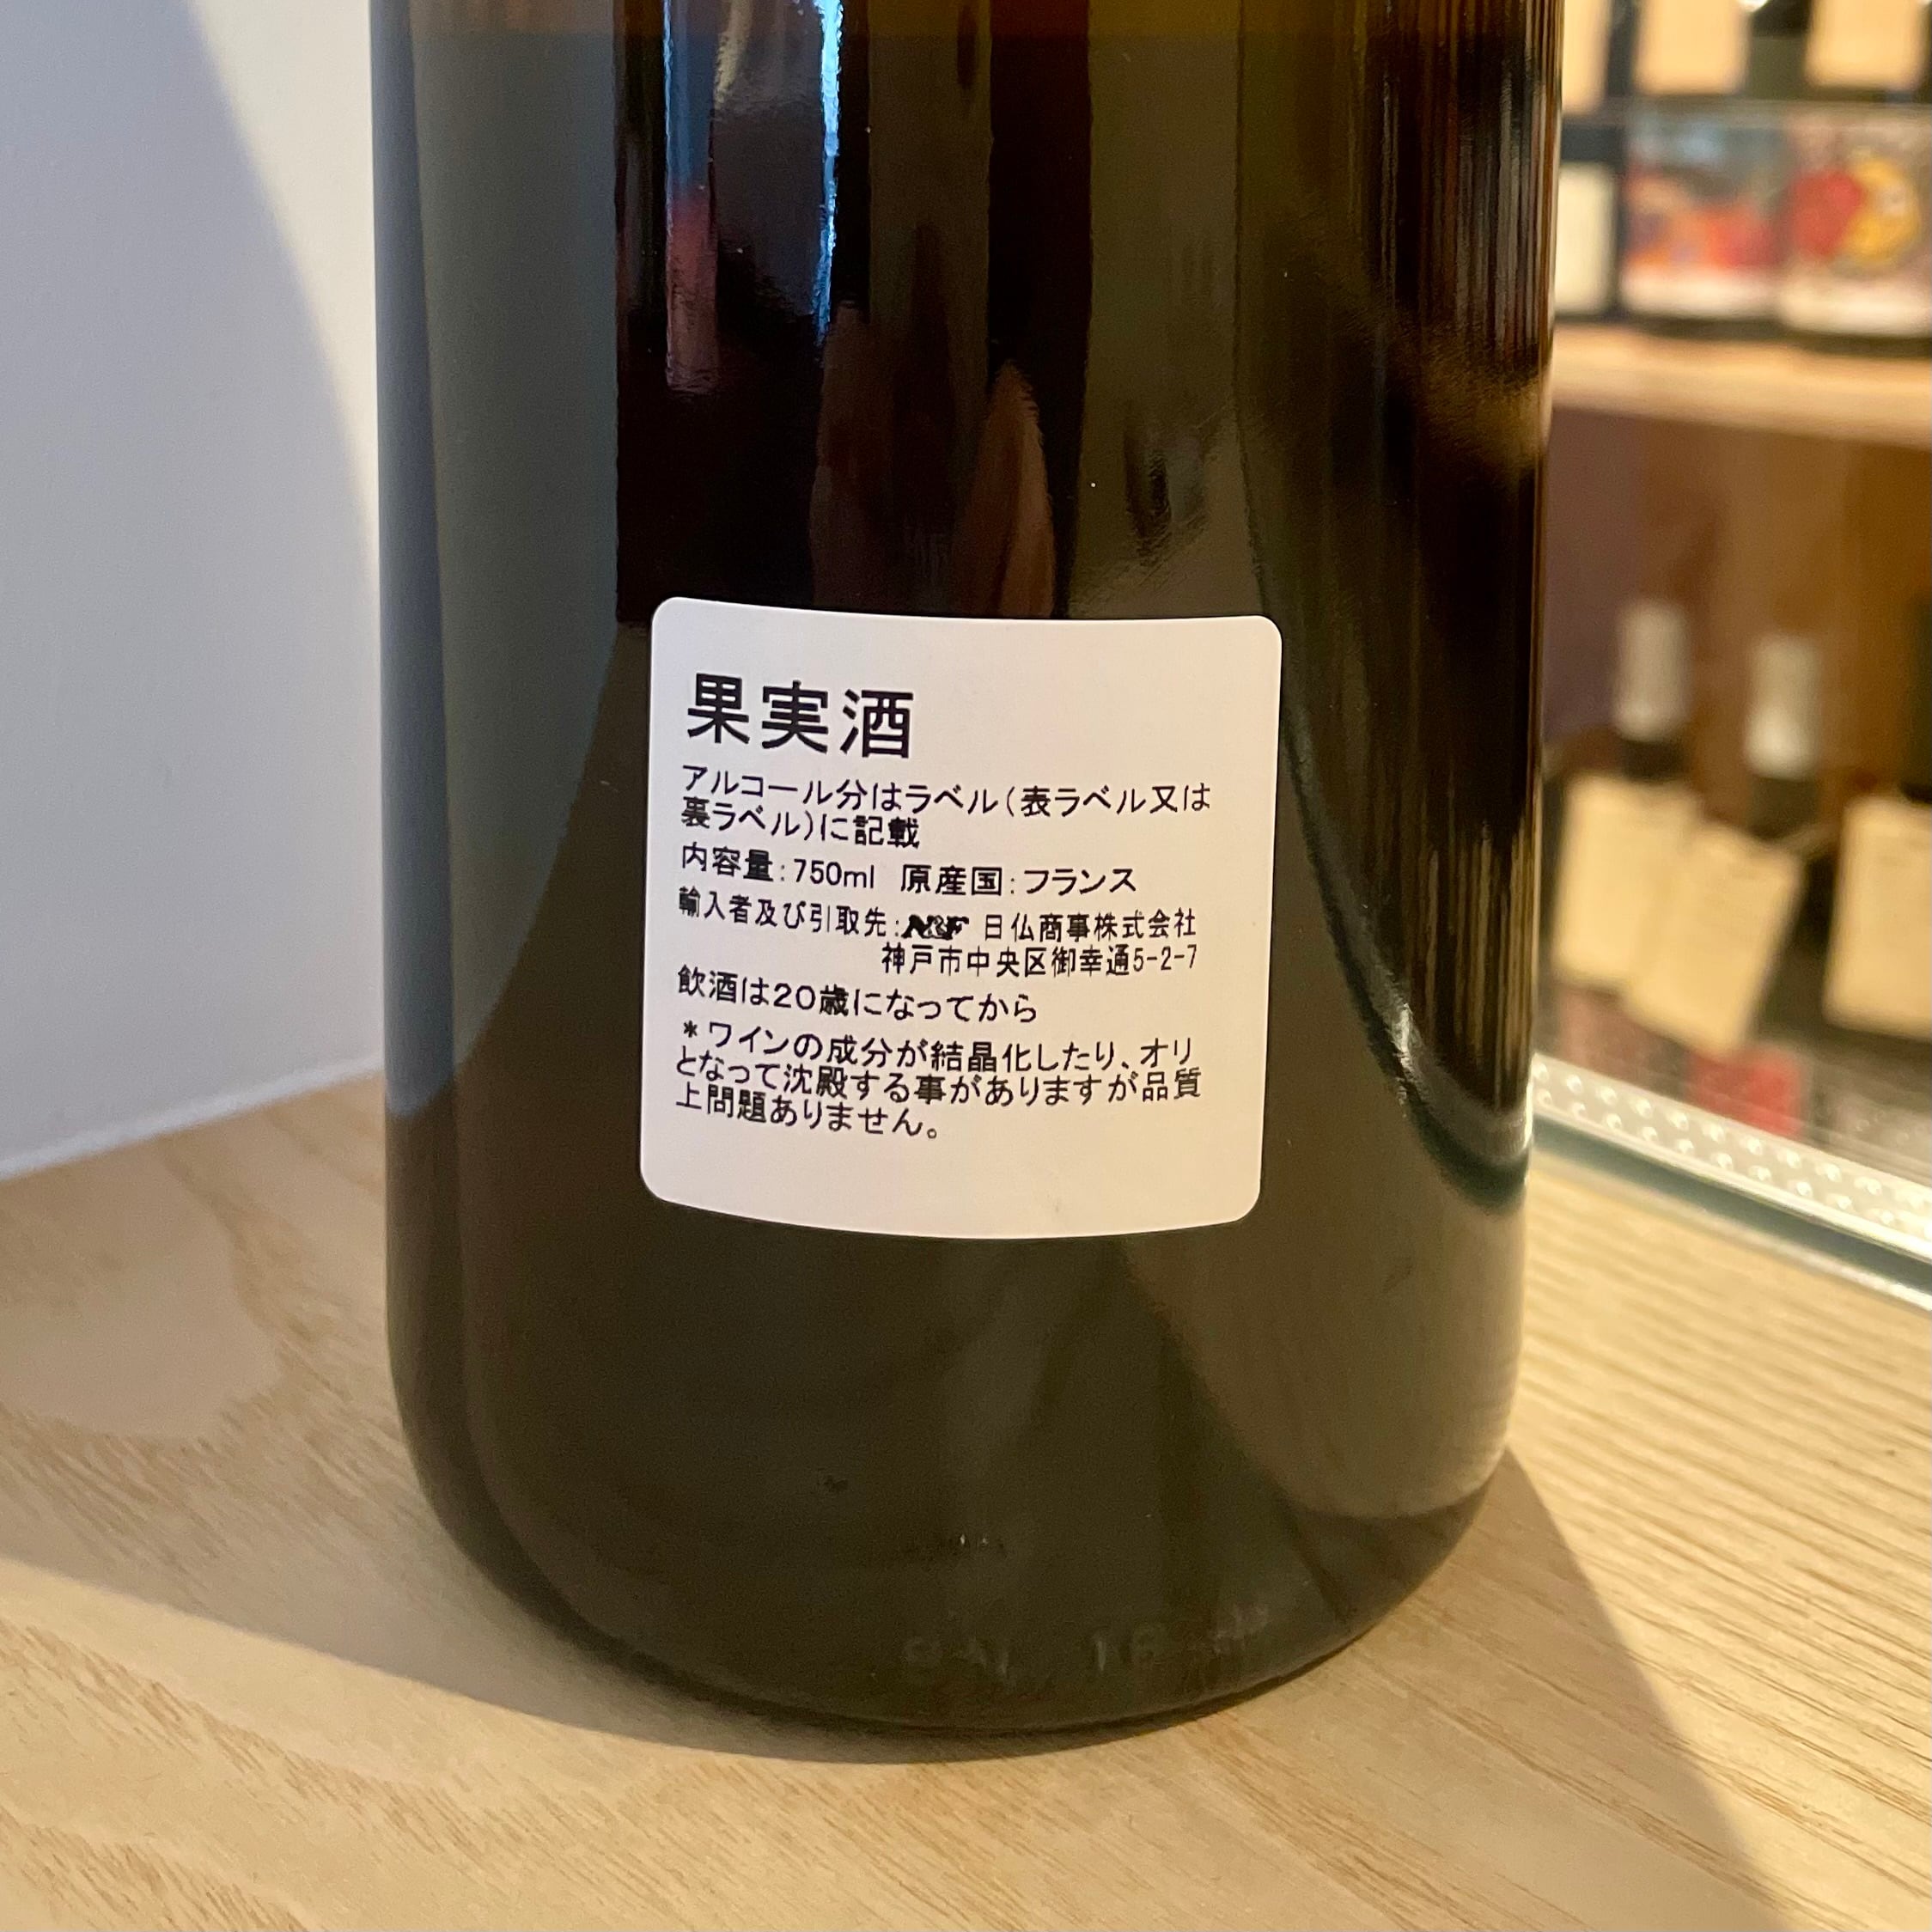 果実酒
アルコール分はラベル(表ラベル又は
裏ラベル)に記載
内容量:750ml 原産国:フランス
輸入者及び引取先:N&F 日仏商事株式会社
神戸市中央区御幸通5-2-7
飲酒は20歳になってから
*ワインの成分が結晶化したり、オリ
となって沈殿する事がありますが品質
上問題ありません。